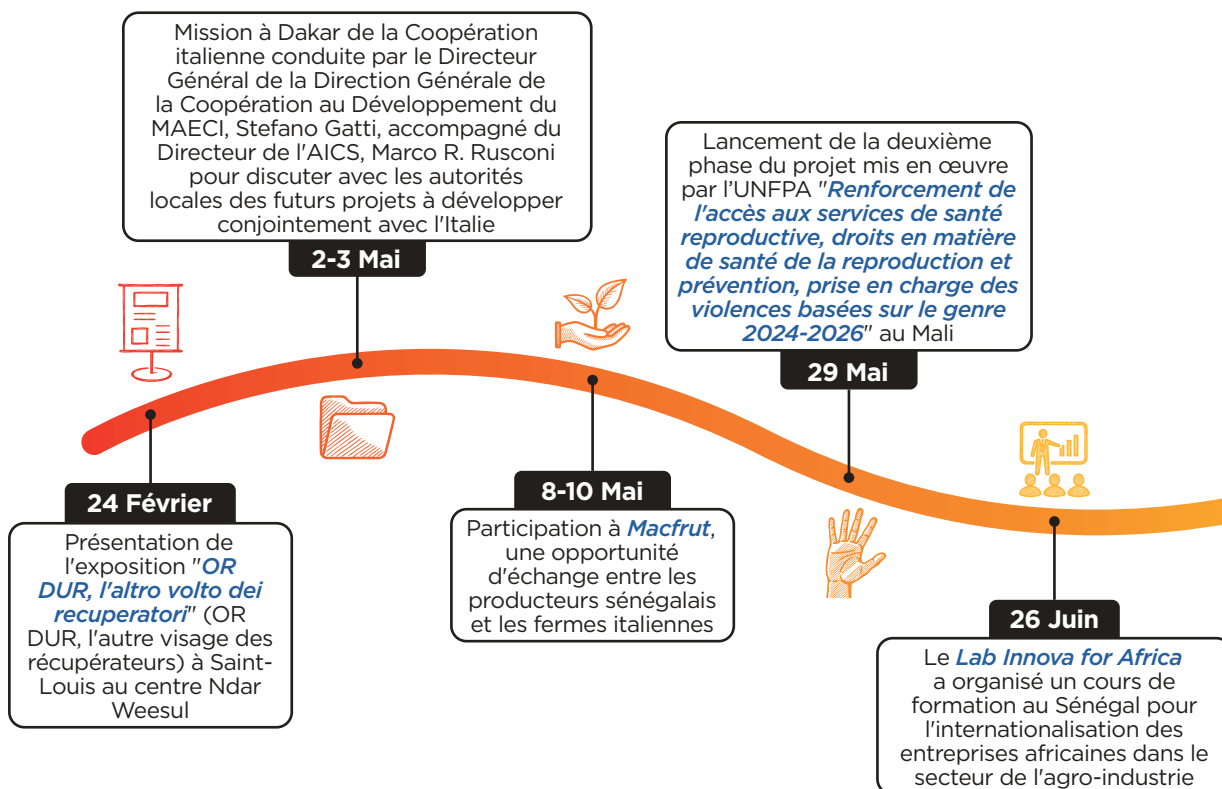 24 Février
Présentation de
l'exposition "OR
DUR, l'altro volto dei
recuperatori" (OR
DUR, l'autre visage des
récupérateurs) à Saint-
Louis au centre Ndar
Weesul
Mission à Dakar de la Coopération
italienne conduite par le Directeur
Général de la Direction Générale de
la Coopération au Développement du
MAECI, Stefano Gatti, accompagné du
Directeur de l'AICS, Marco R. Rusconi
pour discuter avec les autorités
locales des futurs projets à développer
conjointement avec l'Italie
2-3 Mai
8-10 Mai
Participation à Macfrut,
une opportunité
d'échange entre les
producteurs sénégalais
et les fermes italiennes
Lancement de la deuxième
phase du projet mis en œuvre
par l’UNFPA "Renforcement de
l'accès aux services de santé
reproductive, droits en matière
de santé de la reproduction et
prévention, prise en charge des
violences basées sur le genre
2024-2026" au Mali
29 Mai
26 Juin
Le Lab Innova for Africa
a organisé un cours de
formation au Sénégal pour
l'internationalisation des
entreprises africaines dans le
secteur de l'agro-industrie